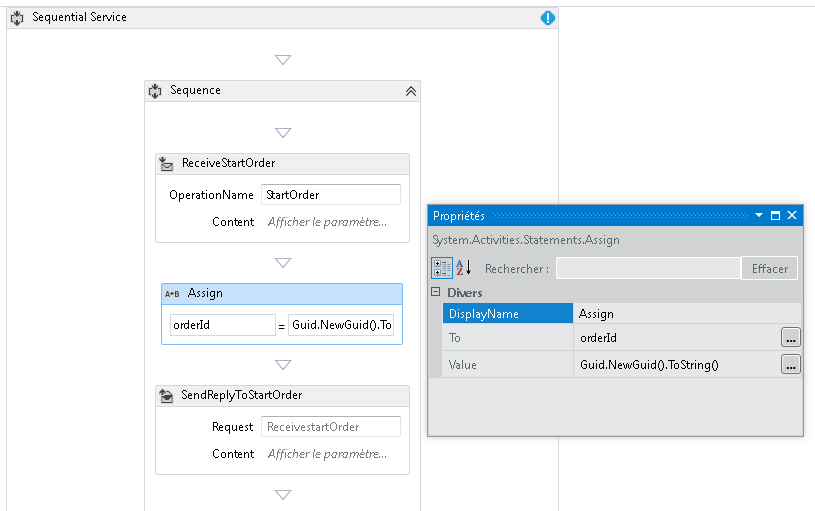 Sequential Service
Sequence
ReceiveStartOrder
OperationName StartOrder
Content Afficher le paramètre...
Assign
orderId = Guid.NewGuid().To
SendReplyToStartOrder
Request ReceivestartOrder
Content Afficher le paramètre...
Propriétés
System.Activities.Statements.Assign
Rechercher : Effacer
Divers
DisplayName Assign
To orderId ...
Value Guid.NewGuid().ToString() ...